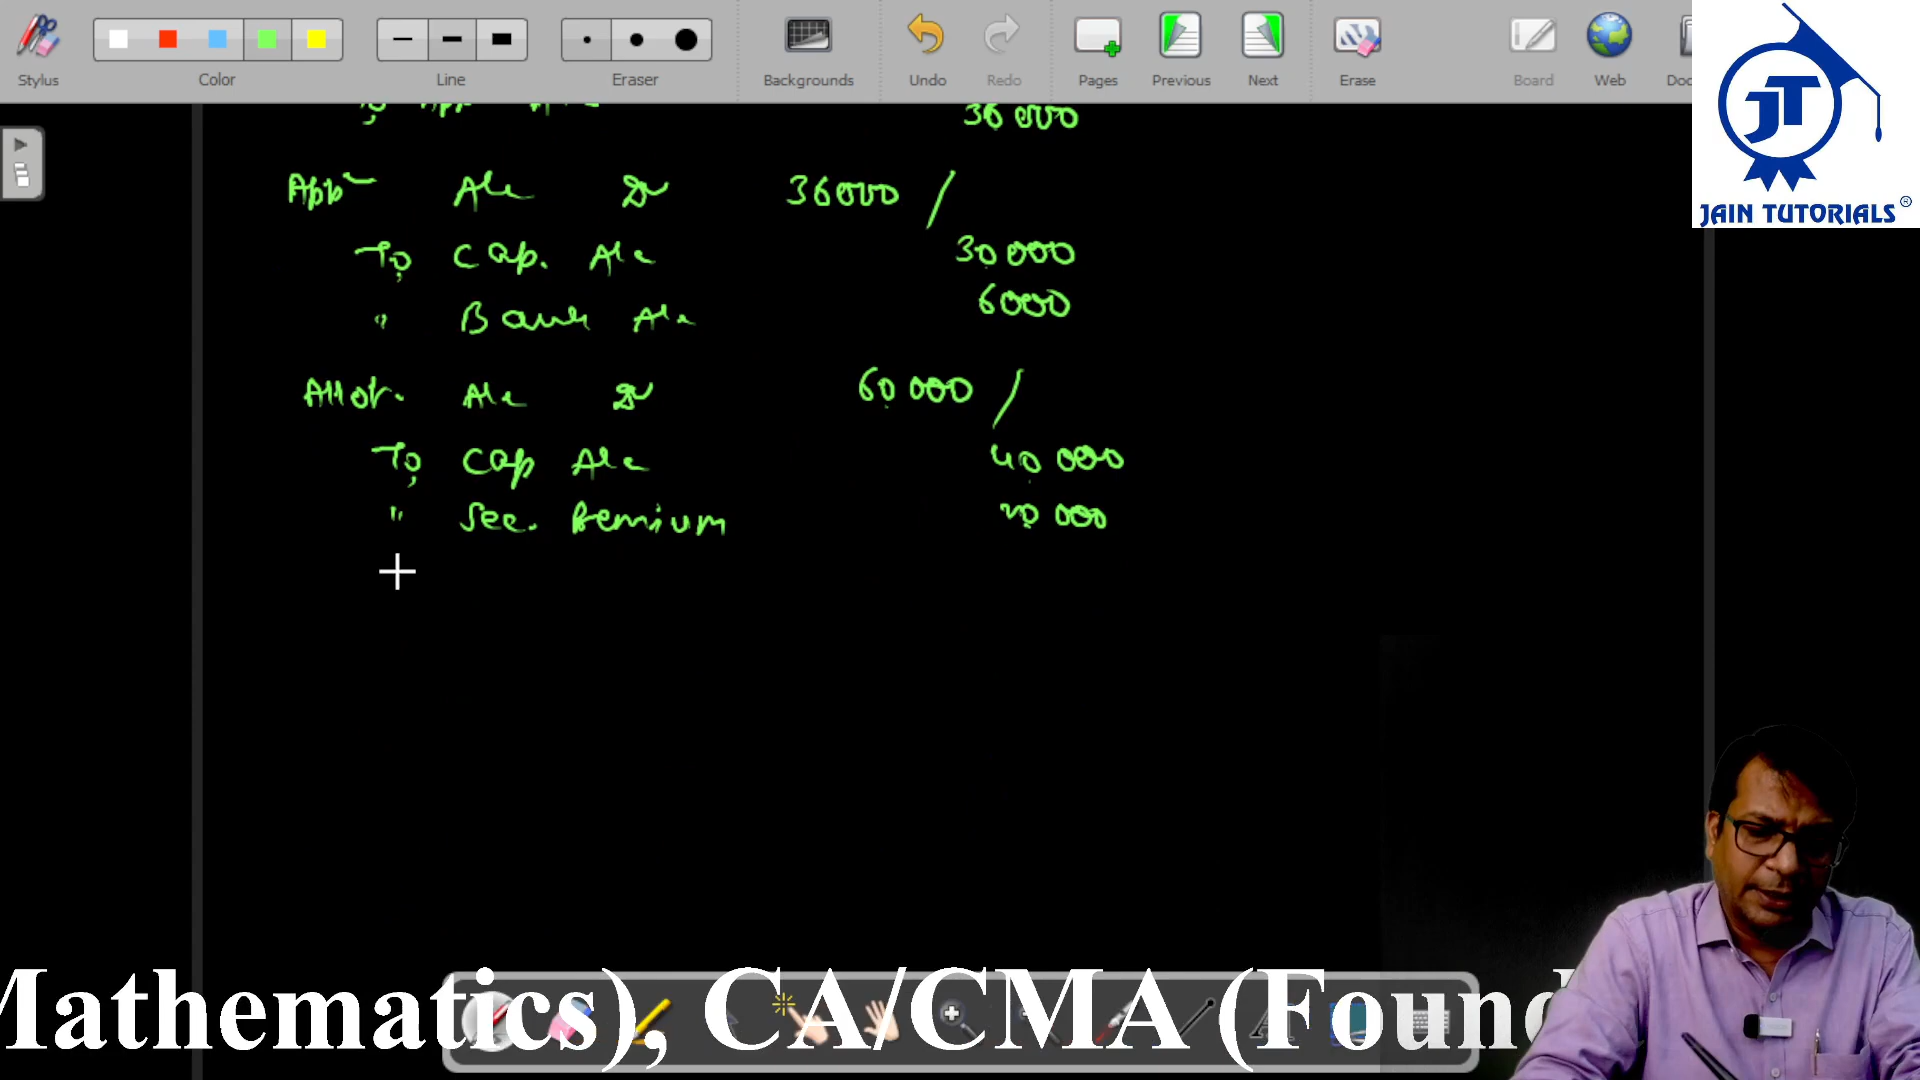 Stylus Color Line Eraser Backgrounds Undo Redo Pages Previous Next Erase Board Web
JT
JAIN TUTORIALS®
To App A/c 36000
Appn A/c Dr 36000 /
To Cap. A/c 30000
" Bank A/c 6000
Allot. A/c Dr 60000 /
To Cap A/c 40000
" Sec. Premium 20000
Mathematics), CA/CMA (Found